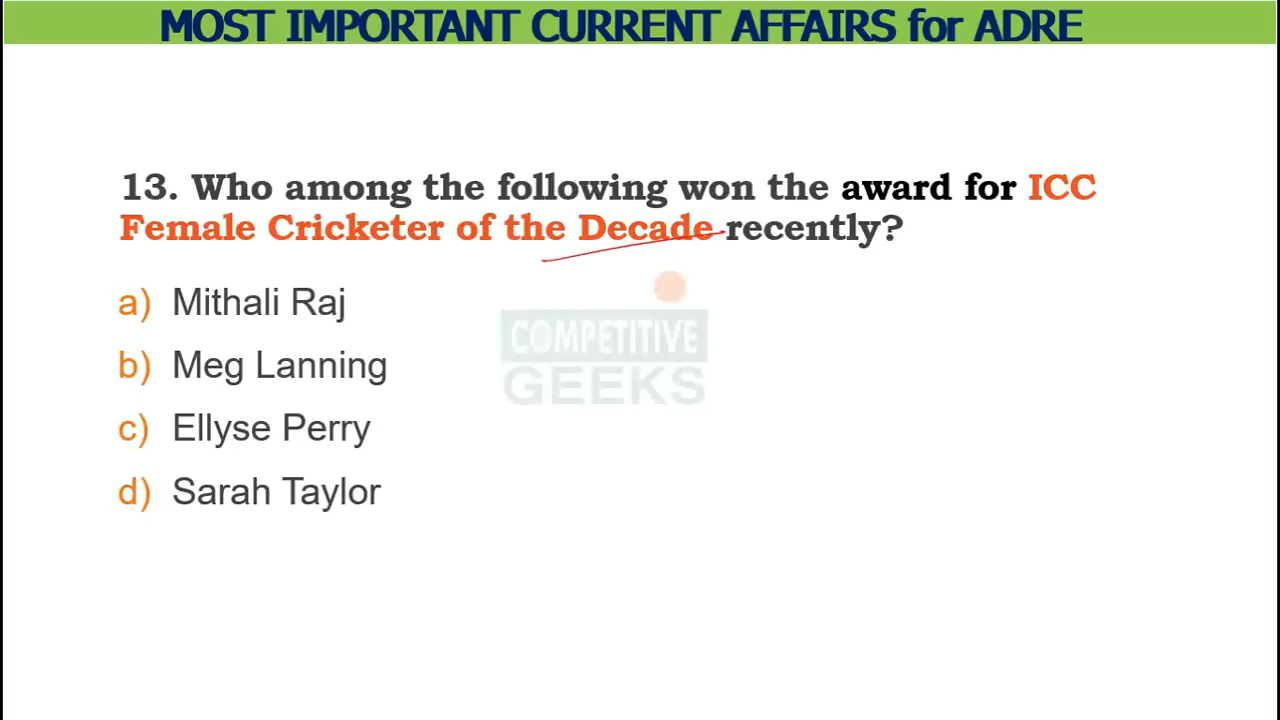 MOST IMPORTANT CURRENT AFFAIRS for ADRE
13. Who among the following won the award for ICC
Female Cricketer of the Decade recently?
a) Mithali Raj
COMPETITIVE
GEEKS
b) Meg Lanning
c) Ellyse Perry
d) Sarah Taylor